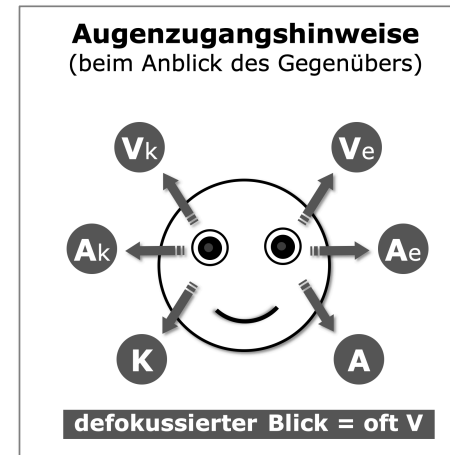 Augenzugangshinweise
(beim Anblick des Gegenübers)
Vk Ve
Ak Ae
K A
defokussierter Blick = oft V